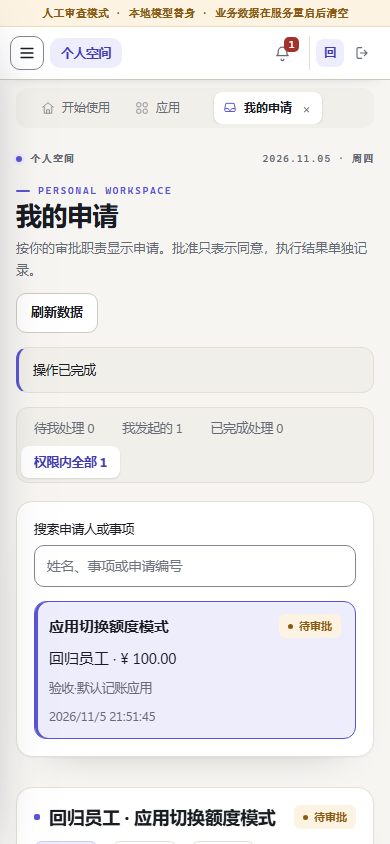 人工审查模式 · 本地模型替身 · 业务数据在服务重启后清空
个人空间
1
回
开始使用
应用
我的申请 ×
个人空间
2026.11.05 · 周四
PERSONAL WORKSPACE
我的申请
按你的审批职责显示申请。批准只表示同意，执行结果单独记
录。
刷新数据
操作已完成
待我处理 0
我发起的 1
已完成处理 0
权限内全部 1
搜索申请人或事项
姓名、事项或申请编号
应用切换额度模式
待审批
回归员工 · ¥ 100.00
验收·默认记账应用
2026/11/5 21:51:45
回归员工 · 应用切换额度模式
待审批